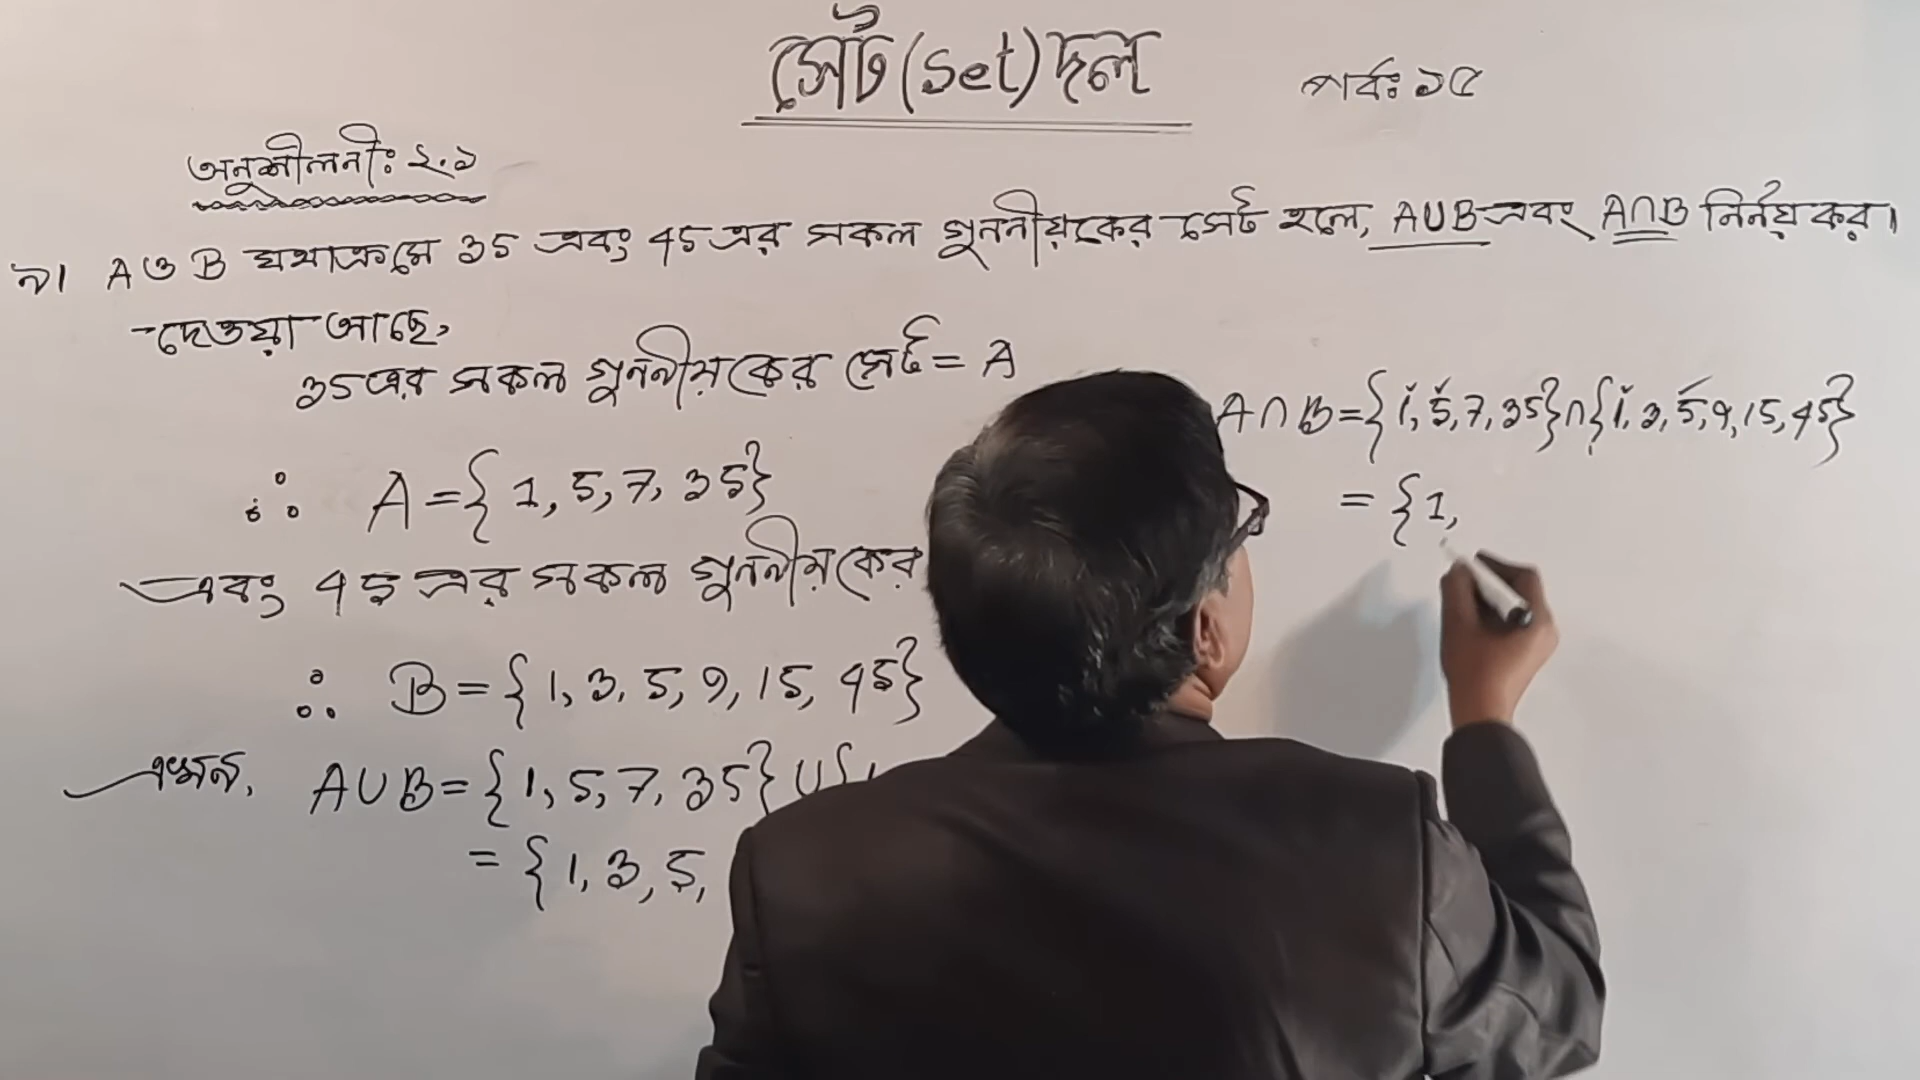 সেট (Set) দল
পর্ব: ১৫
অনুশীলনী: ২.১
৯। A ও B যথাক্রমে 35 এবং 45 এর সকল গুননীয়কের সেট হলে, A∪B এবং A∩B নির্নয় কর।
দেওয়া আছে,
35 এর সকল গুননীয়কের সেট = A
∴ A = {1, 5, 7, 35}
এবং 45 এর সকল গুননীয়কের
∴ B = {1, 3, 5, 9, 15, 45}
এখন, A∪B = {1, 5, 7, 35} ∪ {1,
= {1, 3, 5,
A∩B = {1, 5, 7, 35} ∩ {1, 3, 5, 9, 15, 45}
= {1,